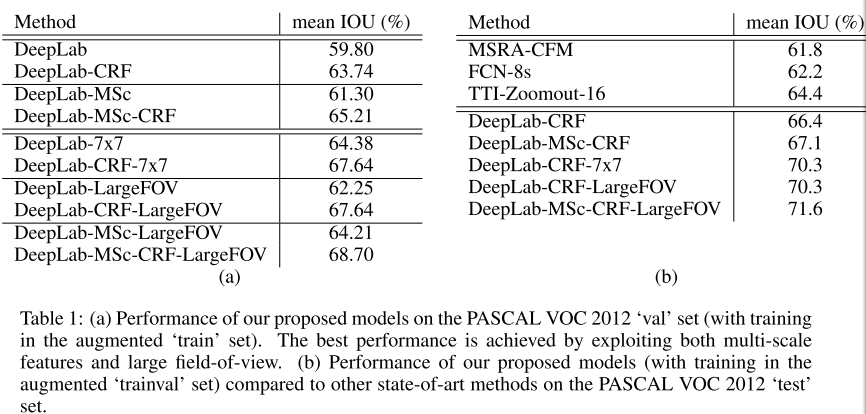 Method mean IOU (%)
DeepLab 59.80
DeepLab-CRF 63.74
DeepLab-MSc 61.30
DeepLab-MSc-CRF 65.21
DeepLab-7x7 64.38
DeepLab-CRF-7x7 67.64
DeepLab-LargeFOV 62.25
DeepLab-CRF-LargeFOV 67.64
DeepLab-MSc-LargeFOV 64.21
DeepLab-MSc-CRF-LargeFOV 68.70
(a)
Method mean IOU (%)
MSRA-CFM 61.8
FCN-8s 62.2
TTI-Zoomout-16 64.4
DeepLab-CRF 66.4
DeepLab-MSc-CRF 67.1
DeepLab-CRF-7x7 70.3
DeepLab-CRF-LargeFOV 70.3
DeepLab-MSc-CRF-LargeFOV 71.6
(b)
Table 1: (a) Performance of our proposed models on the PASCAL VOC 2012 ‘val’ set (with training
in the augmented ‘train’ set). The best performance is achieved by exploiting both multi-scale
features and large field-of-view. (b) Performance of our proposed models (with training in the
augmented ‘trainval’ set) compared to other state-of-art methods on the PASCAL VOC 2012 ‘test’
set.